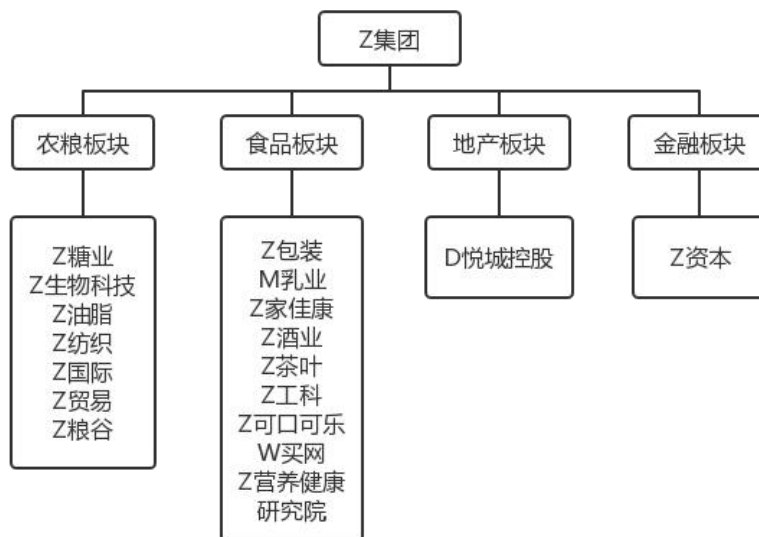 Z集团
农粮板块
食品板块
地产板块
金融板块
Z糖业
Z生物科技
Z油脂
Z纺织
Z国际
Z贸易
Z粮谷
Z包装
M乳业
Z家佳康
Z酒业
Z茶叶
Z工科
Z可口可乐
W买网
Z营养健康
研究院
D悦城控股
Z资本